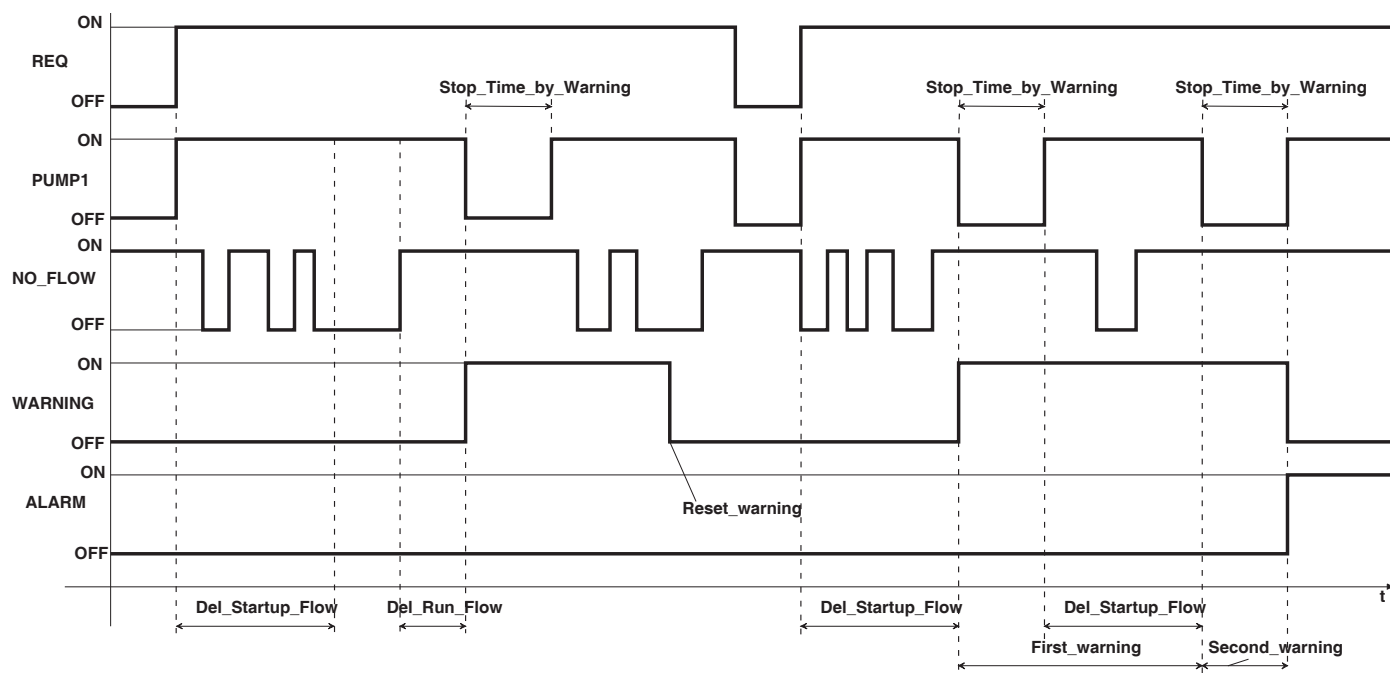 ON
REQ
OFF
Stop_Time_by_Warning
Stop_Time_by_Warning
Stop_Time_by_Warning
ON
PUMP1
OFF
ON
NO_FLOW
OFF
ON
WARNING
OFF
ON
ALARM
Reset_warning
OFF
t
Del_Startup_Flow
Del_Run_Flow
Del_Startup_Flow
Del_Startup_Flow
First_warning
Second_warning